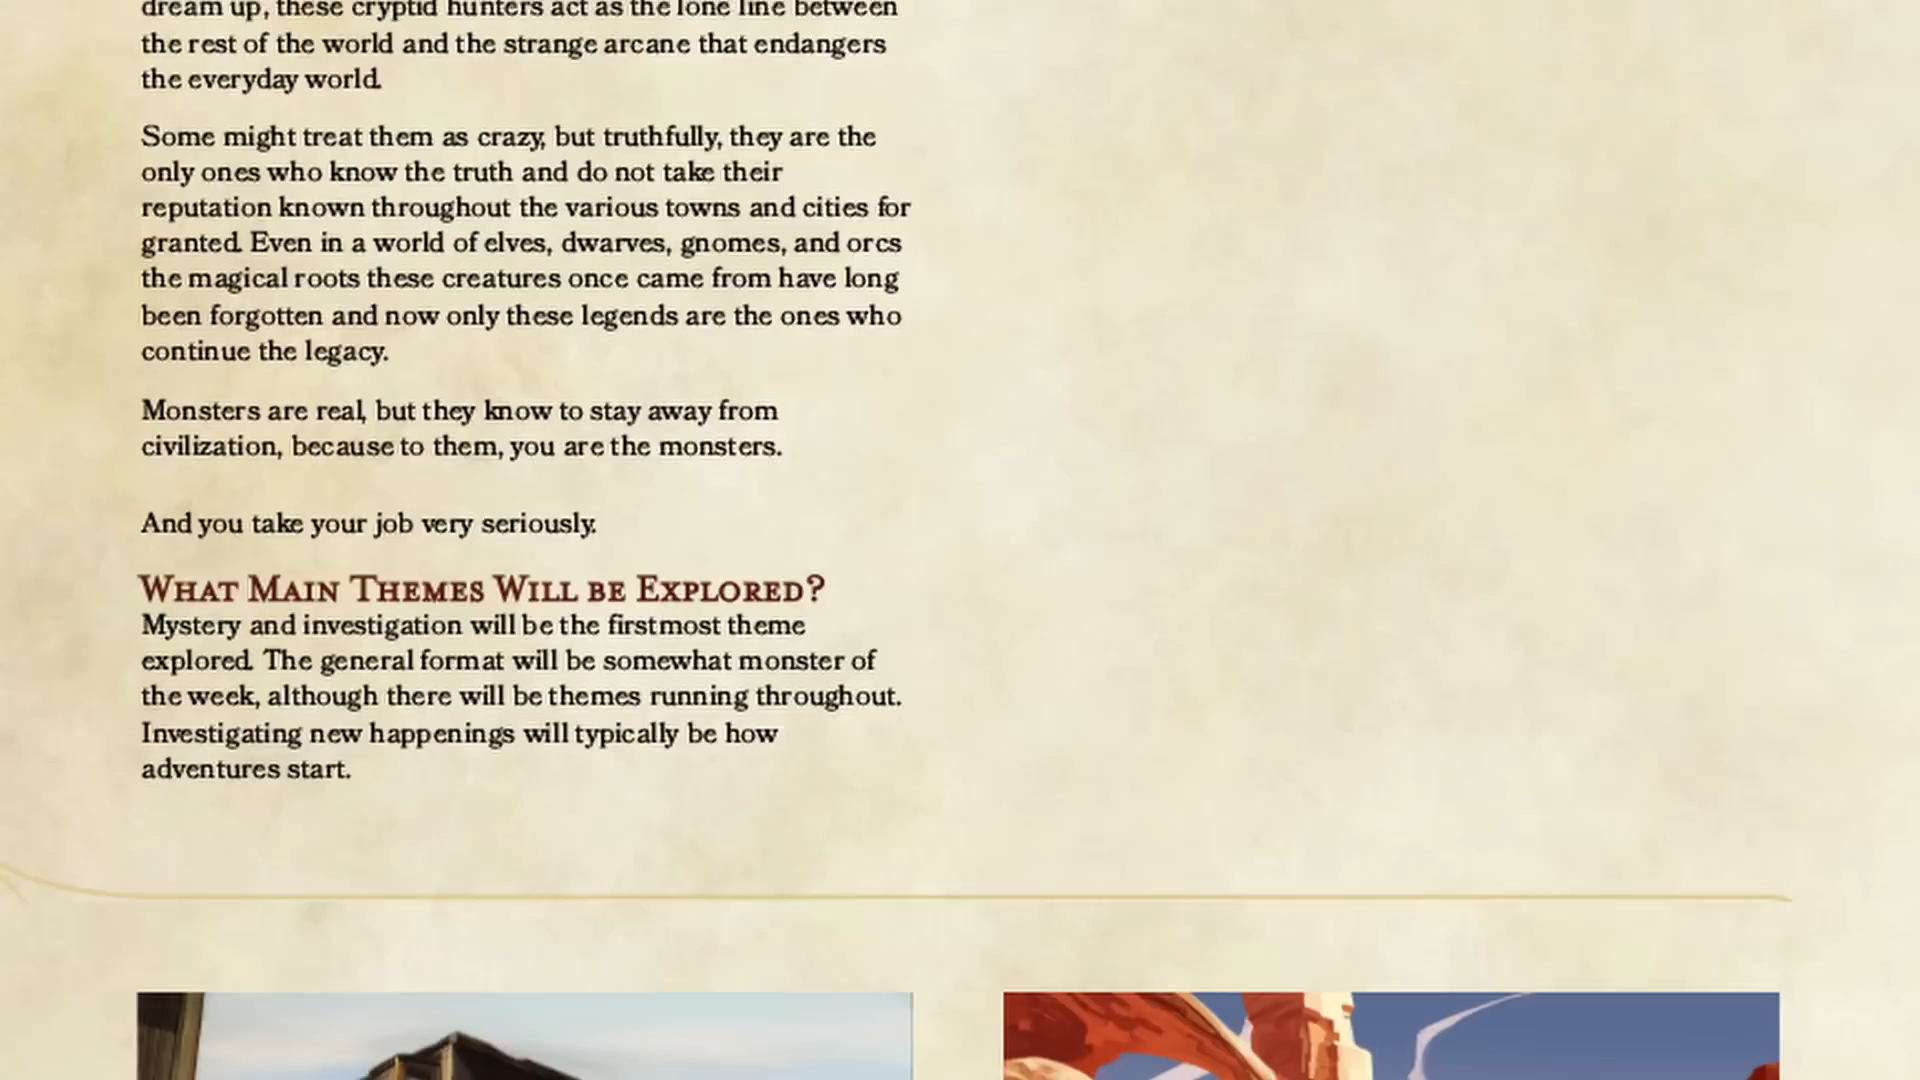 dream up, these cryptid hunters act as the lone line between
the rest of the world and the strange arcane that endangers
the everyday world.
Some might treat them as crazy, but truthfully, they are the
only ones who know the truth and do not take their
reputation known throughout the various towns and cities for
granted. Even in a world of elves, dwarves, gnomes, and orcs
the magical roots these creatures once came from have long
been forgotten and now only these legends are the ones who
continue the legacy.
Monsters are real, but they know to stay away from
civilization, because to them, you are the monsters.
And you take your job very seriously.
What Main Themes Will be Explored?
Mystery and investigation will be the firstmost theme
explored. The general format will be somewhat monster of
the week, although there will be themes running throughout.
Investigating new happenings will typically be how
adventures start.